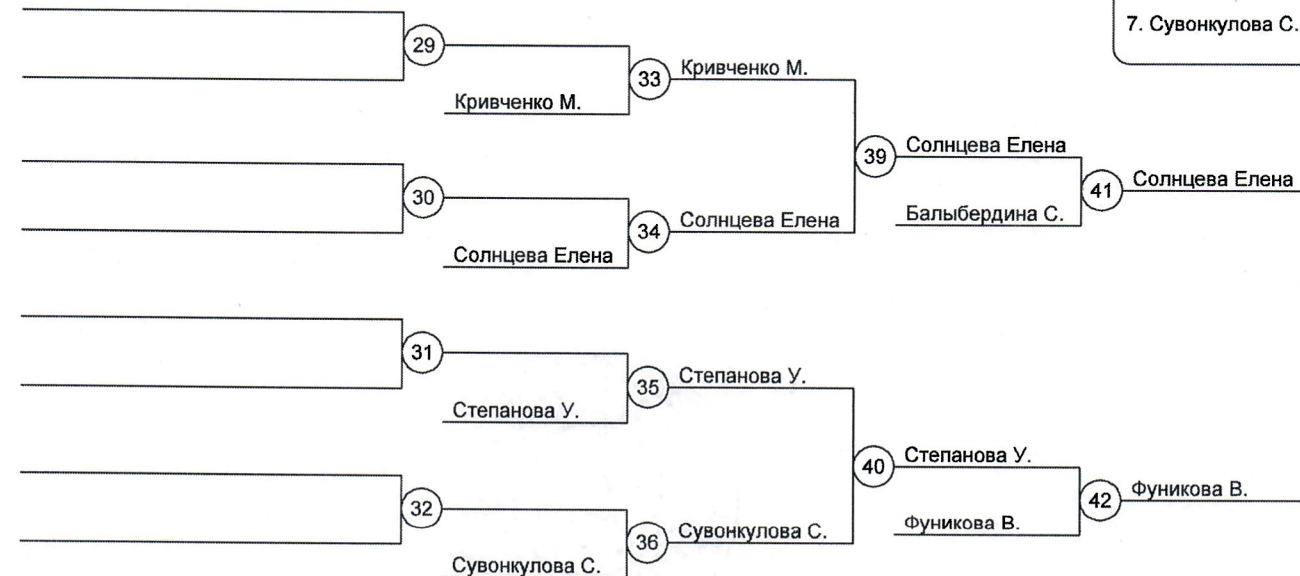 7. Сувонкулова С.
29
33
Кривченко М.
Кривченко М.
39
Солнцева Елена
41
Солнцева Елена
30
34
Солнцева Елена
Балыбердина С.
Солнцева Елена
31
35
Степанова У.
Степанова У.
40
Степанова У.
42
Фуникова В.
32
36
Сувонкулова С.
Фуникова В.
Сувонкулова С.